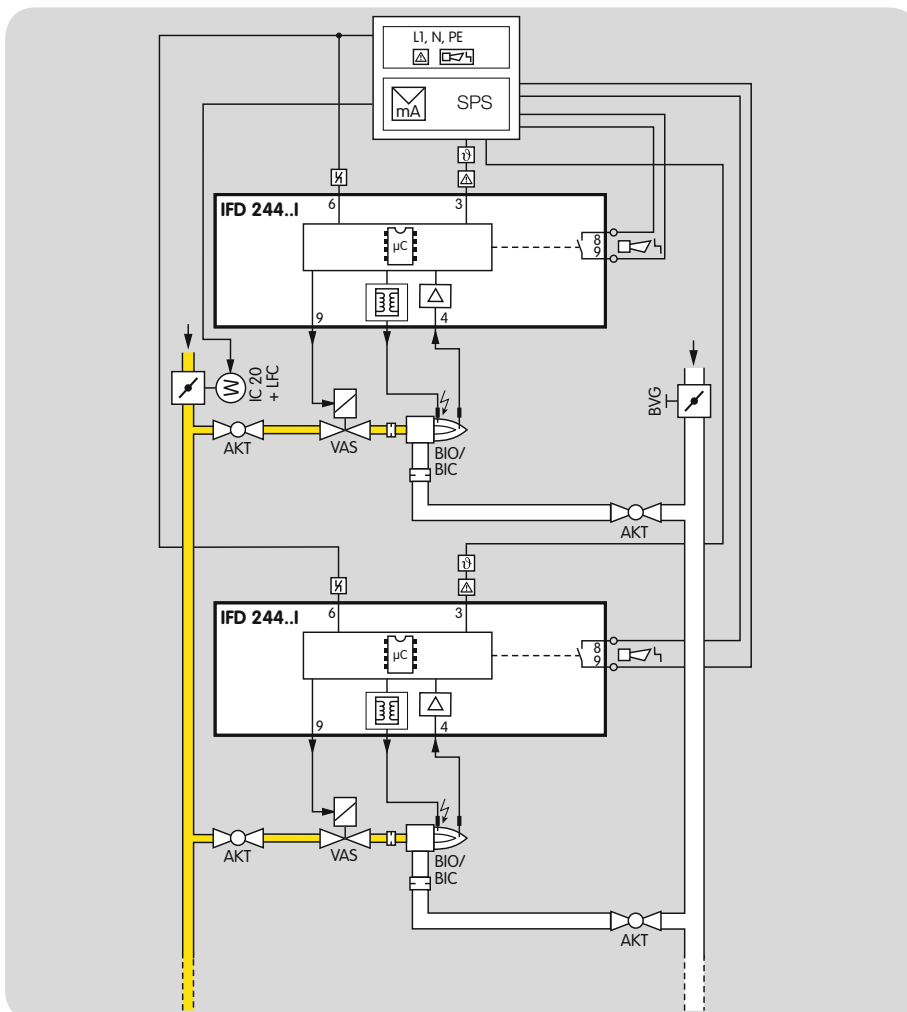 L1, N, PE
mA
SPS
ϑ
IFD 244..I
6
3
µC
8
9
9
4
IC 20
+ LFC
BVG
AKT
VAS
BIO/
BIC
AKT
ϑ
IFD 244..I
6
3
µC
8
9
9
4
AKT
VAS
BIO/
BIC
AKT